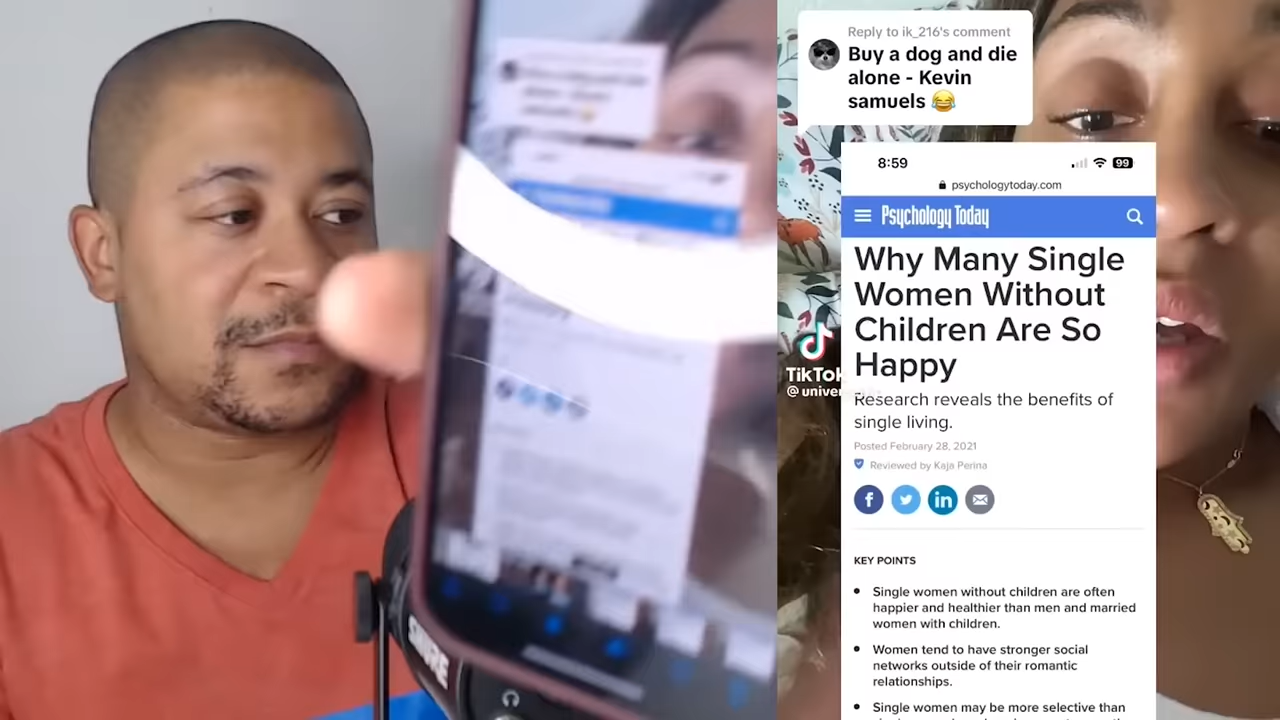 Reply to ik_216's comment
Buy a dog and die
alone - Kevin
samuels 😂
8:59
99
psychologytoday.com
Psychology Today
Why Many Single
Women Without
Children Are So
Happy
Research reveals the benefits of
single living.
Posted February 28, 2021
Reviewed by Kaja Perina
f
in
KEY POINTS
Single women without children are often
happier and healthier than men and married
women with children.
Women tend to have stronger social
networks outside of their romantic
relationships.
Single women may be more selective than
TikTok
SHURE